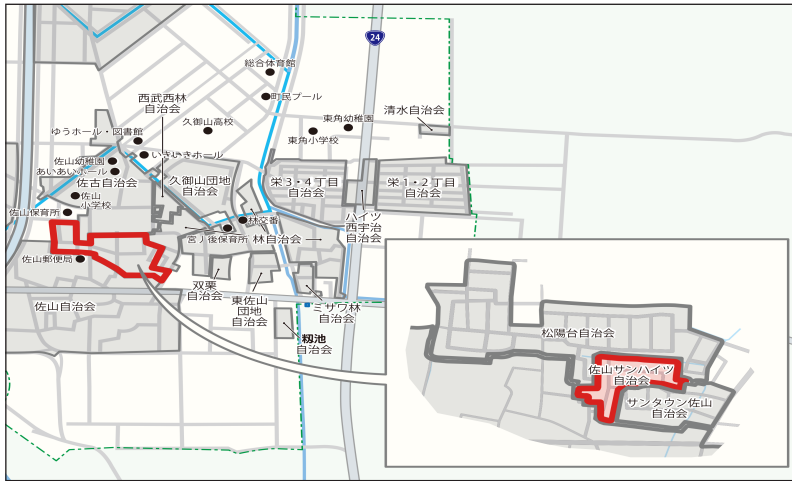 24
総合体育館
町民プール
西武西林
自治会
久御山高校
東角幼稚園
清水自治会
ゆうホール・図書館
東角小学校
いきいきホール
佐山幼稚園
あいあいホール
佐古自治会
久御山団地
自治会
栄3・4丁目
自治会
栄1・2丁目
自治会
佐山
小学校
佐山保育所
林交番
ハイツ
西宇治
自治会
宮ノ後保育所
林自治会
佐山郵便局
双栗
自治会
東佐山
団地
自治会
ミサワ林
自治会
佐山自治会
籾池
自治会
松陽台自治会
佐山サンハイツ
自治会
サンタウン佐山
自治会